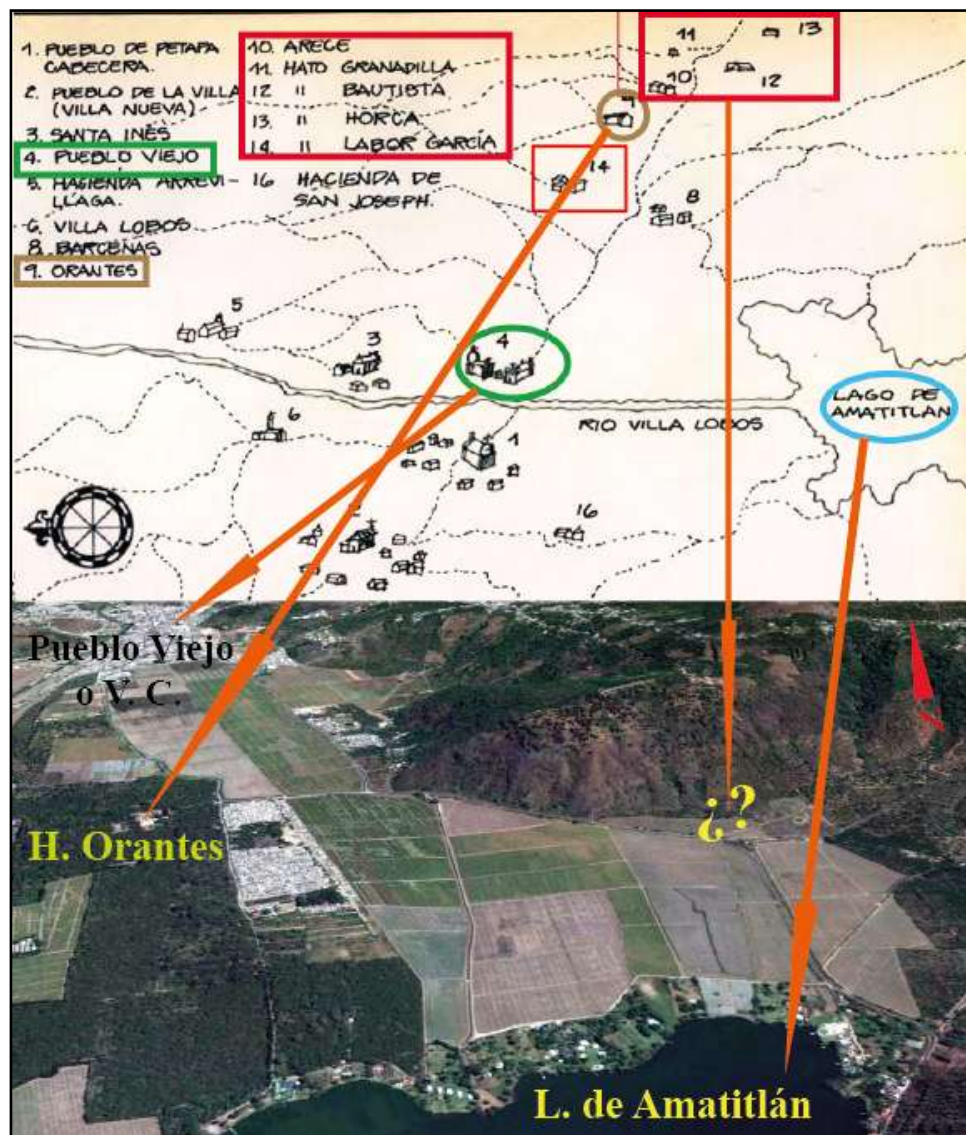 1. PUEBLO DE PETAPA
CABECERA.
2. PUEBLO DE LA VILLA
(VILLA NUEVA)
3. SANTA INÈS
4. PUEBLO VIEJO
5. HACIENDA ARREVI-
LLAGA.
6. VILLA LOBOS
8. BARCEÑAS
9. ORANTES
10. ARECE
11. HATO GRANADILLA
12 " BAUTISTA
13. " HORCA
14. " LABOR GARCÍA
16 HACIENDA DE
SAN JOSEPH.
11
13
10
12
9
14
8
5
3
4
LAGO DE
AMATITLÁN
RIO VILLA LOBOS
6
1
2
16
Pueblo Viejo
o V. C.
¿?
H. Orantes
L. de Amatitlán